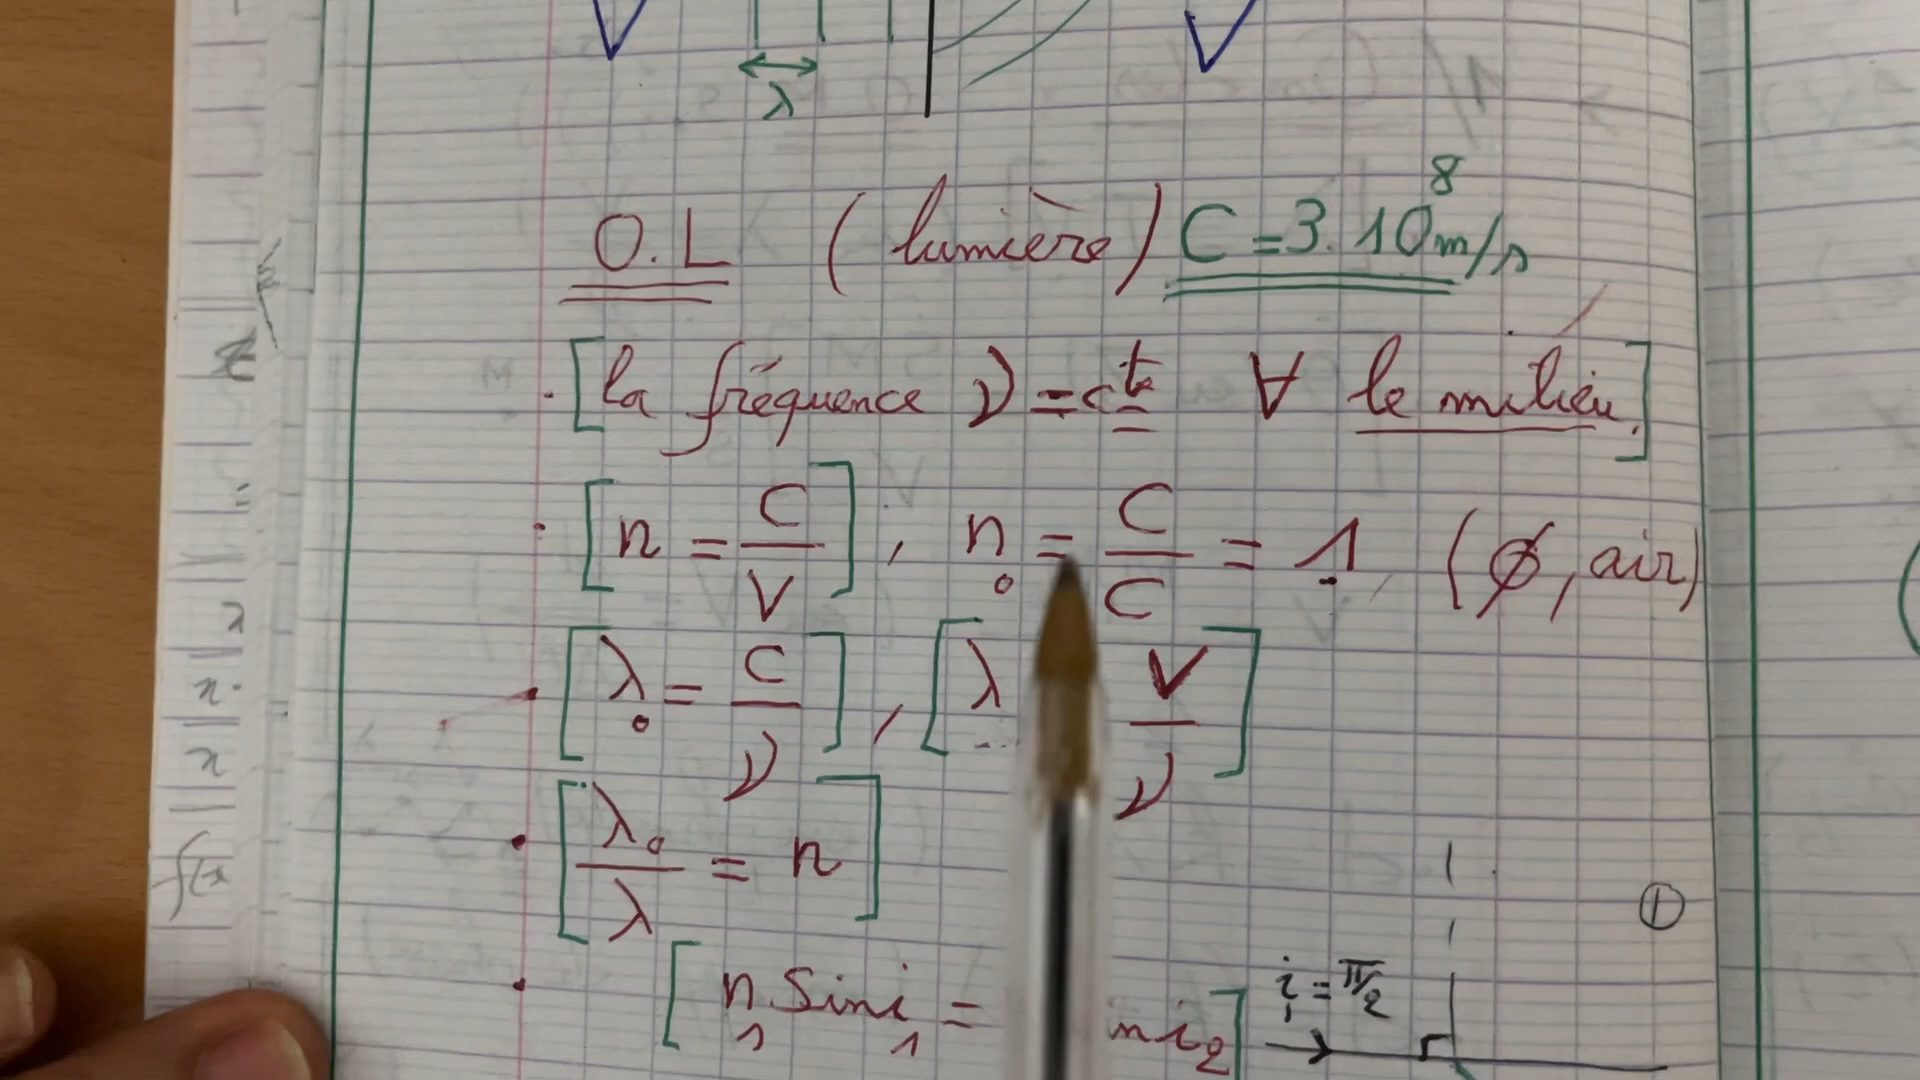 λ
O.L (lumière) C = 3.10⁸ m/s
. [la fréquence ν = cte ∀ le milieu.]
. [n = C/V], n₀ = C/C = 1 (∅, air)
. [λ₀ = C/ν], [λ V/ν]
. [λ₀/λ = n]
①
i₁ = π/2
. [n₁ Sin i₁ = n i₂]